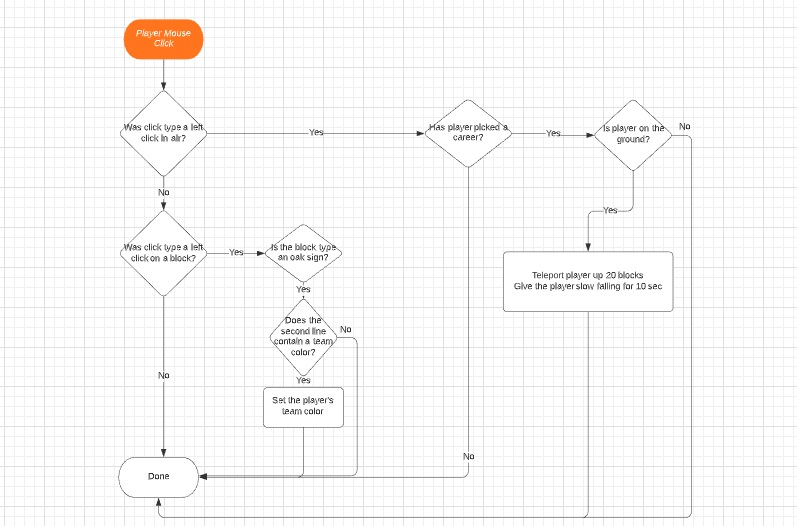 Player Mouse
Click
Was click type a left
click in air?
Yes
Has player picked a
career?
Yes
Is player on the
ground?
No
No
Yes
Was click type a left
click on a block?
Yes
Is the block type
an oak sign?
Yes
Teleport player up 20 blocks
Give the player slow falling for 10 sec
Does the
second line
contain a team
color?
No
No
Yes
Set the player's
team color
No
Done